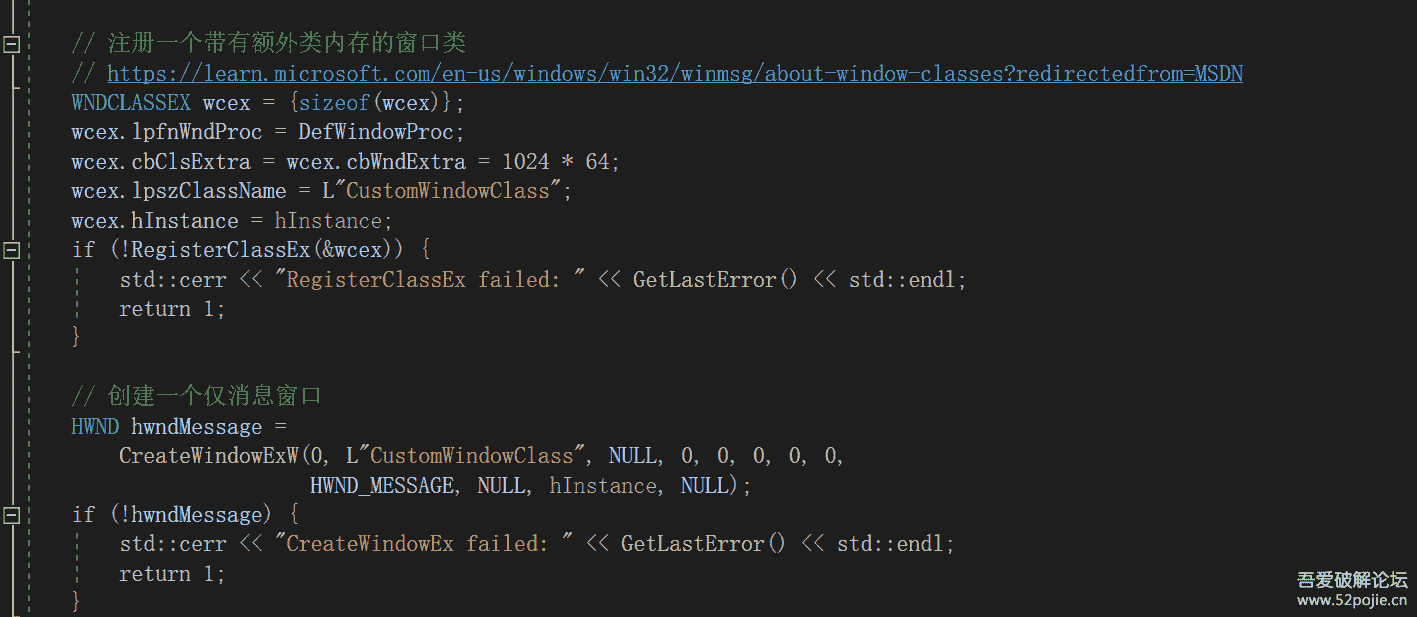 // 注册一个带有额外类内存的窗口类
// https://learn.microsoft.com/en-us/windows/win32/winmsg/about-window-classes?redirectedfrom=MSDN
WNDCLASSEX wcex = {sizeof(wcex)};
wcex.lpfnWndProc = DefWindowProc;
wcex.cbClsExtra = wcex.cbWndExtra = 1024 * 64;
wcex.lpszClassName = L"CustomWindowClass";
wcex.hInstance = hInstance;
if (!RegisterClassEx(&wcex)) {
    std::cerr << "RegisterClassEx failed: " << GetLastError() << std::endl;
    return 1;
}

// 创建一个仅消息窗口
HWND hwndMessage =
    CreateWindowExW(0, L"CustomWindowClass", NULL, 0, 0, 0, 0, 0,
                    HWND_MESSAGE, NULL, hInstance, NULL);
if (!hwndMessage) {
    std::cerr << "CreateWindowEx failed: " << GetLastError() << std::endl;
    return 1;
}
吾爱破解论坛
www.52pojie.cn